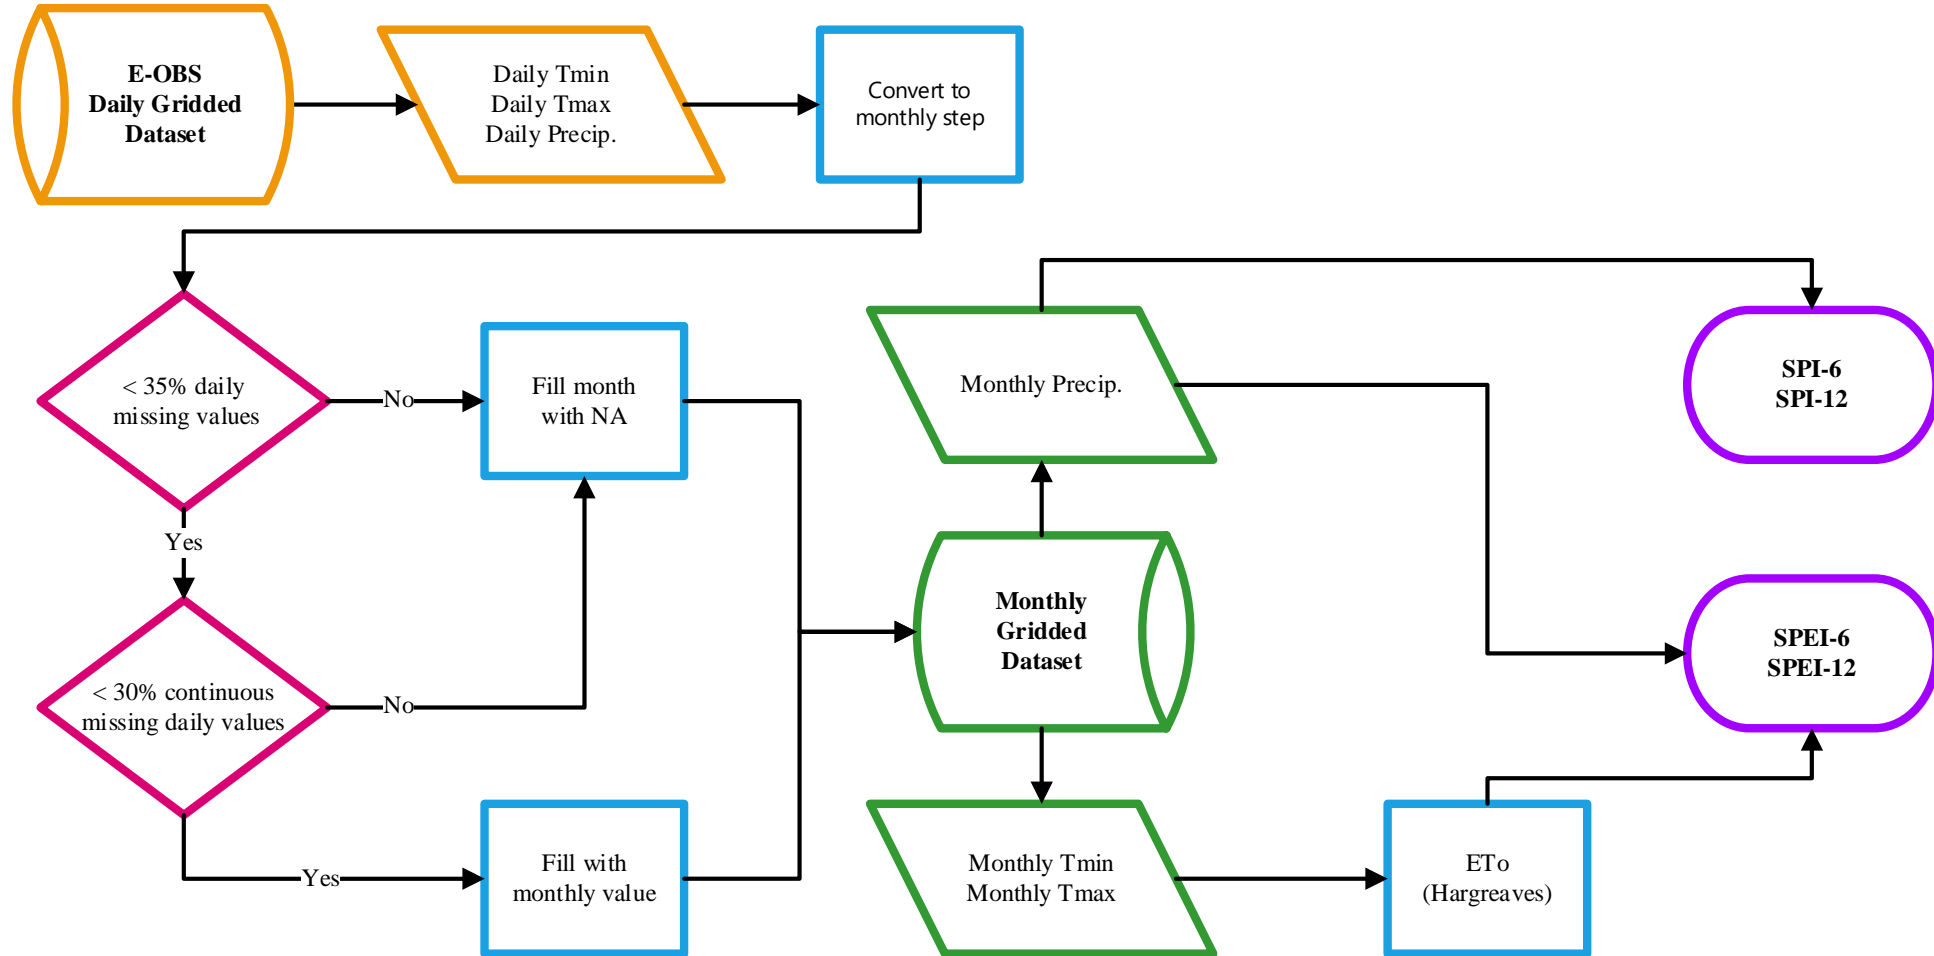 E-OBS
Daily Gridded
Dataset
Daily Tmin
Daily Tmax
Daily Precip.
Convert to
monthly step
< 35% daily
missing values
No
Fill month
with NA
Yes
< 30% continuous
missing daily values
No
Yes
Fill with
monthly value
Monthly Precip.
Monthly
Gridded
Dataset
Monthly Tmin
Monthly Tmax
ETo
(Hargreaves)
SPI-6
SPI-12
SPEI-6
SPEI-12